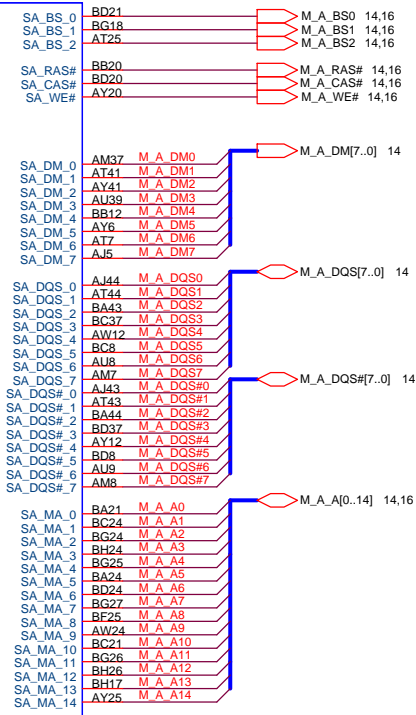 SA_BS_0 BD21 M_A_BS0 14,16
SA_BS_1 BG18 M_A_BS1 14,16
SA_BS_2 AT25 M_A_BS2 14,16
SA_RAS# BB20 M_A_RAS# 14,16
SA_CAS# BD20 M_A_CAS# 14,16
SA_WE# AY20 M_A_WE# 14,16
SA_DM_0 AM37 M_A_DM0 M_A_DM[7..0] 14
SA_DM_1 AT41 M_A_DM1
SA_DM_2 AY41 M_A_DM2
SA_DM_3 AU39 M_A_DM3
SA_DM_4 BB12 M_A_DM4
SA_DM_5 AY6 M_A_DM5
SA_DM_6 AT7 M_A_DM6
SA_DM_7 AJ5 M_A_DM7
SA_DQS_0 AJ44 M_A_DQS0 M_A_DQS[7..0] 14
SA_DQS_1 AT44 M_A_DQS1
SA_DQS_2 BA43 M_A_DQS2
SA_DQS_3 BC37 M_A_DQS3
SA_DQS_4 AW12 M_A_DQS4
SA_DQS_5 BC8 M_A_DQS5
SA_DQS_6 AU8 M_A_DQS6
SA_DQS_7 AM7 M_A_DQS7
SA_DQS#_0 AJ43 M_A_DQS#0 M_A_DQS#[7..0] 14
SA_DQS#_1 AT43 M_A_DQS#1
SA_DQS#_2 BA44 M_A_DQS#2
SA_DQS#_3 BD37 M_A_DQS#3
SA_DQS#_4 AY12 M_A_DQS#4
SA_DQS#_5 BD8 M_A_DQS#5
SA_DQS#_6 AU9 M_A_DQS#6
SA_DQS#_7 AM8 M_A_DQS#7
SA_MA_0 BA21 M_A_A0 M_A_A[0..14] 14,16
SA_MA_1 BC24 M_A_A1
SA_MA_2 BG24 M_A_A2
SA_MA_3 BH24 M_A_A3
SA_MA_4 BG25 M_A_A4
SA_MA_5 BA24 M_A_A5
SA_MA_6 BD24 M_A_A6
SA_MA_7 BG27 M_A_A7
SA_MA_8 BF25 M_A_A8
SA_MA_9 AW24 M_A_A9
SA_MA_10 BC21 M_A_A10
SA_MA_11 BG26 M_A_A11
SA_MA_12 BH26 M_A_A12
SA_MA_13 BH17 M_A_A13
SA_MA_14 AY25 M_A_A14